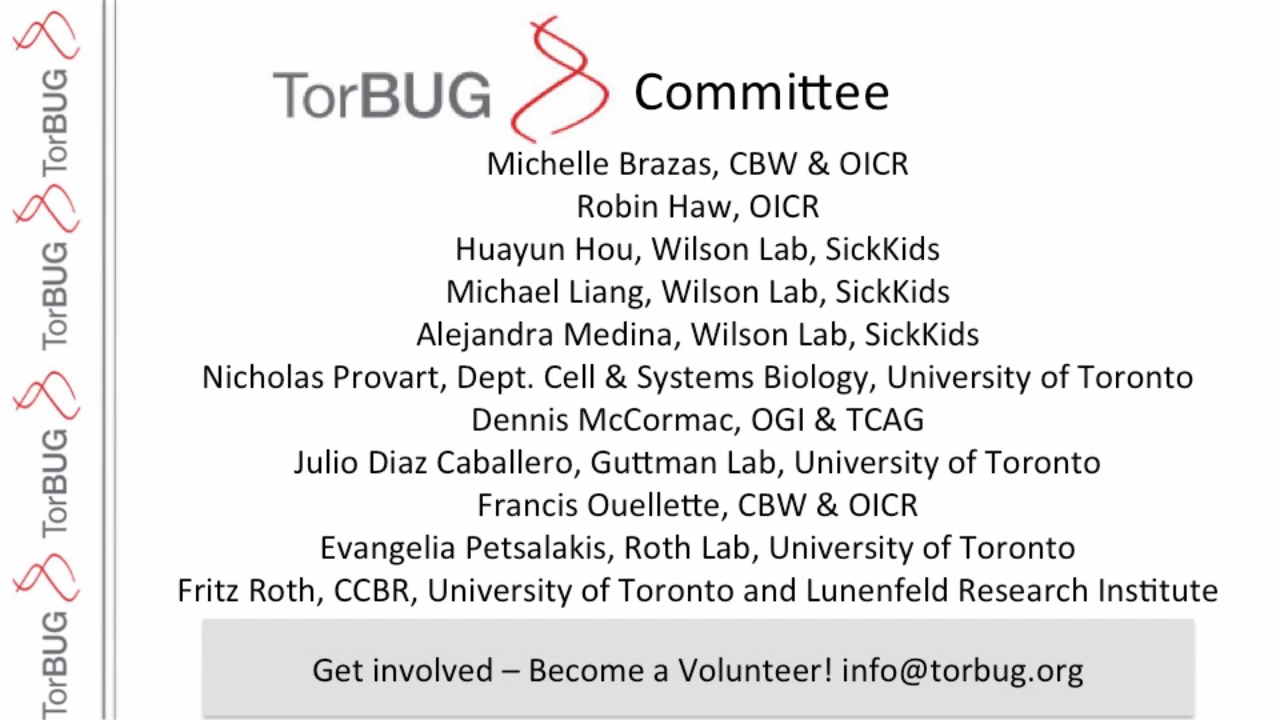 TorBUG Committee
Michelle Brazas, CBW & OICR
Robin Haw, OICR
Huayun Hou, Wilson Lab, SickKids
Michael Liang, Wilson Lab, SickKids
Alejandra Medina, Wilson Lab, SickKids
Nicholas Provart, Dept. Cell & Systems Biology, University of Toronto
Dennis McCormac, OGI & TCAG
Julio Diaz Caballero, Guttman Lab, University of Toronto
Francis Ouellette, CBW & OICR
Evangelia Petsalakis, Roth Lab, University of Toronto
Fritz Roth, CCBR, University of Toronto and Lunenfeld Research Institute
Get involved – Become a Volunteer! info@torbug.org
TorBUG
TorBUG
TorBUG
TorBUG